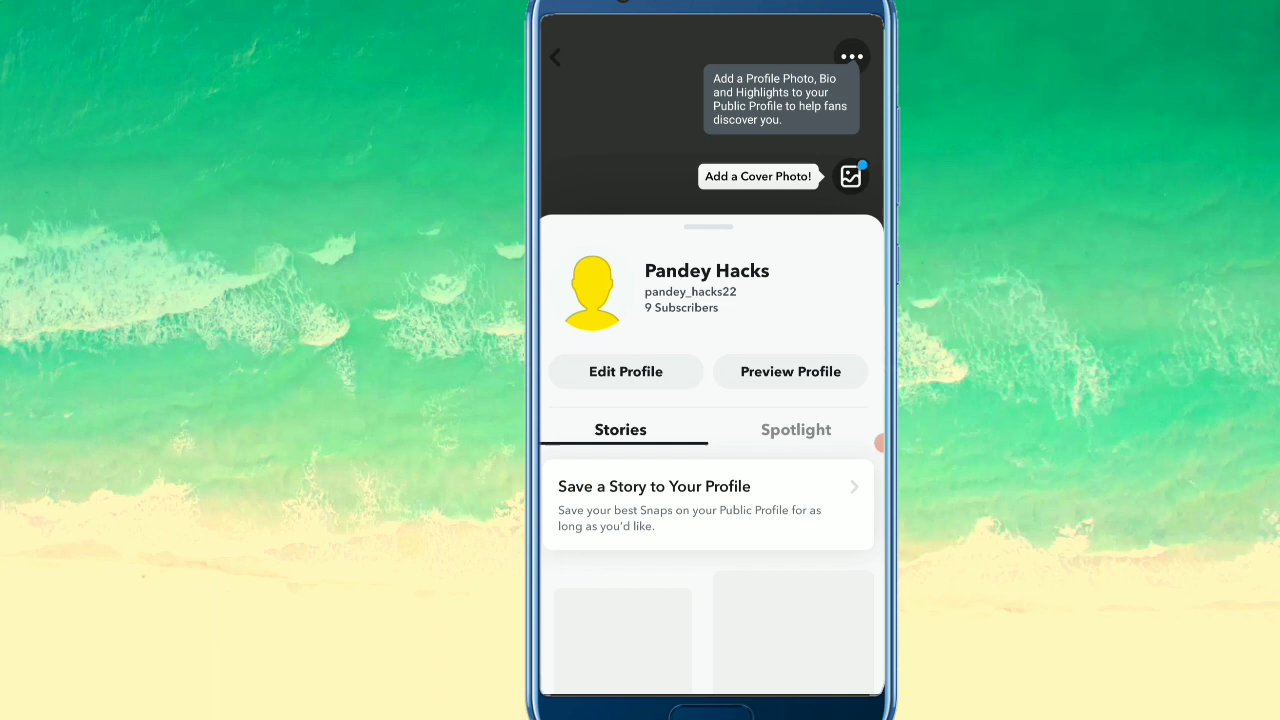 Add a Profile Photo, Bio
and Highlights to your
Public Profile to help fans
discover you.
Add a Cover Photo!
Pandey Hacks
pandey_hacks22
9 Subscribers
Edit Profile
Preview Profile
Stories
Spotlight
Save a Story to Your Profile
Save your best Snaps on your Public Profile for as
long as you'd like.